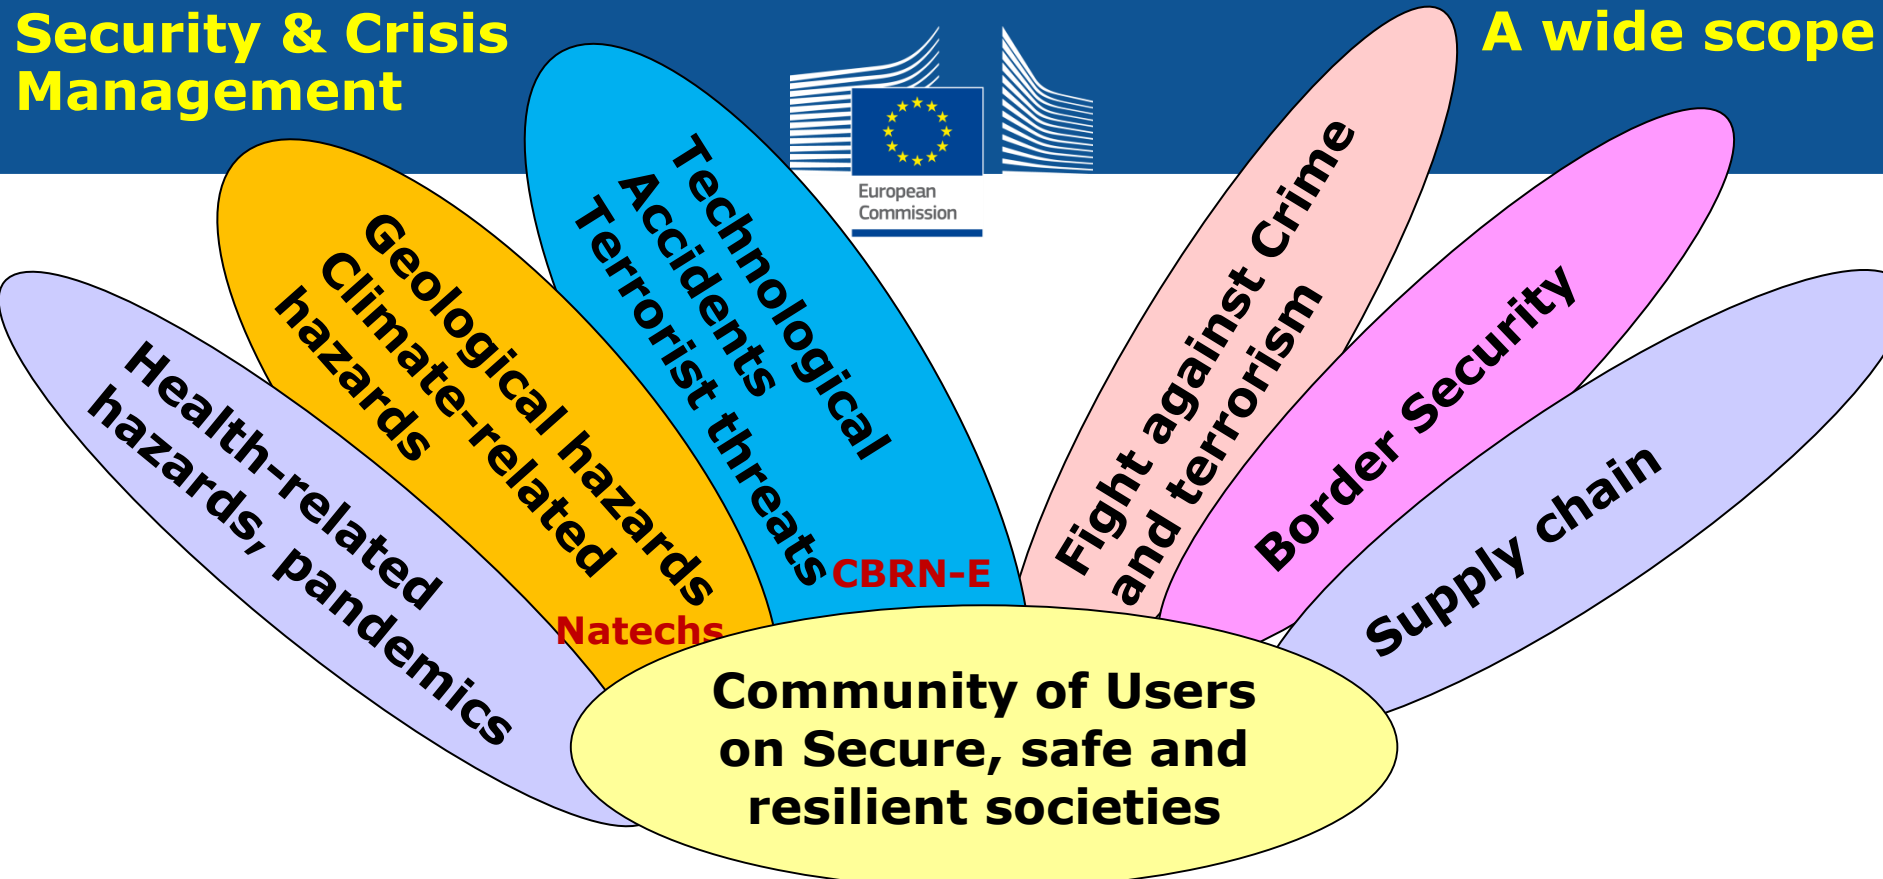 Security & Crisis
Management
A wide scope
European
Commission
Health-related
hazards, pandemics
Geological hazards
Climate-related
hazards
Natechs
Technological
Accidents
Terrorist threats
CBRN-E
Fight against Crime
and terrorism
Border Security
Supply chain
Community of Users
on Secure, safe and
resilient societies